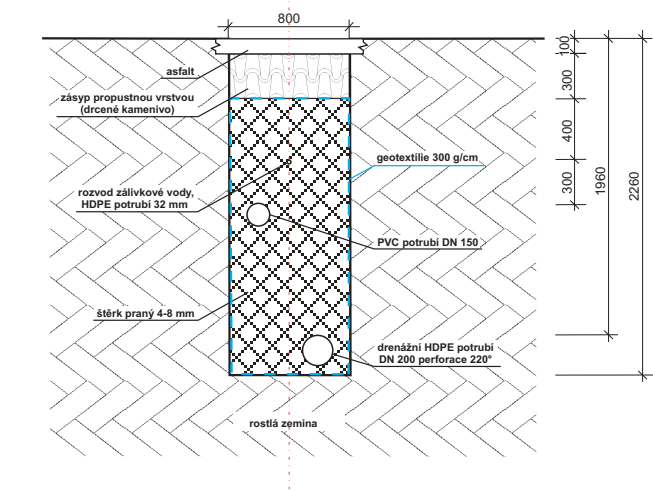 800
asfalt
zásyp propustnou vrstvou
(drcené kamenivo)
100
300
400
300
1960
2260
geotextílie 300 g/cm
rozvod zálivkové vody,
HDPE potrubí 32 mm
PVC potrubí DN 150
štěrk praný 4-8 mm
drenážní HDPE potrubí
DN 200 perforace 220°
rostlá zemina